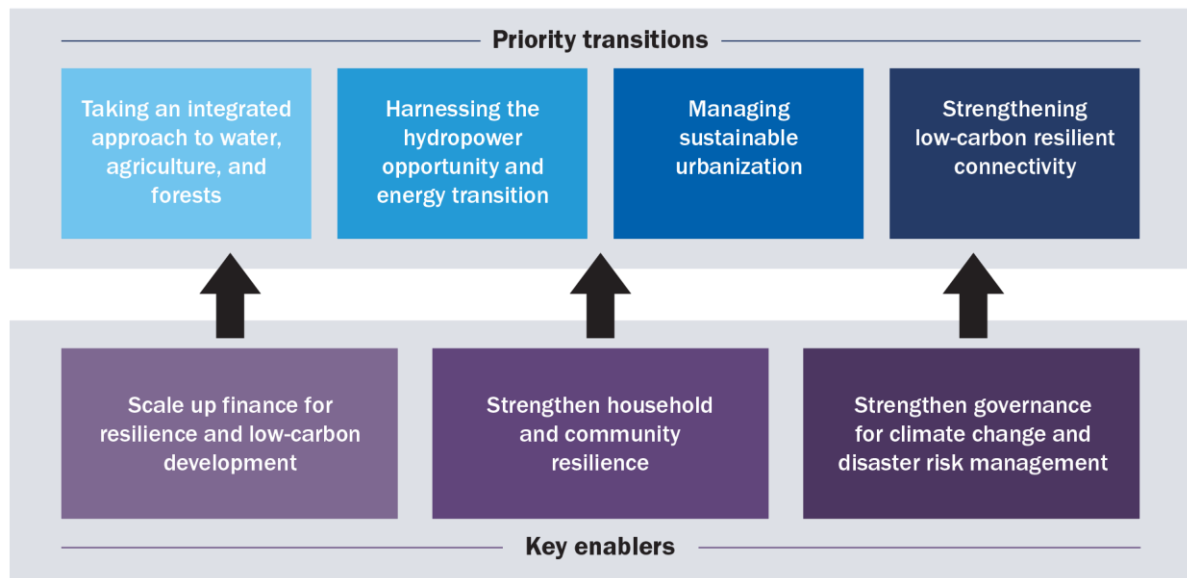 Priority transitions
Taking an integrated
approach to water,
agriculture, and
forests
Harnessing the
hydropower
opportunity and
energy transition
Managing
sustainable
urbanization
Strengthening
low-carbon resilient
connectivity
Scale up finance for
resilience and low-carbon
development
Strengthen household
and community
resilience
Strengthen governance
for climate change and
disaster risk management
Key enablers